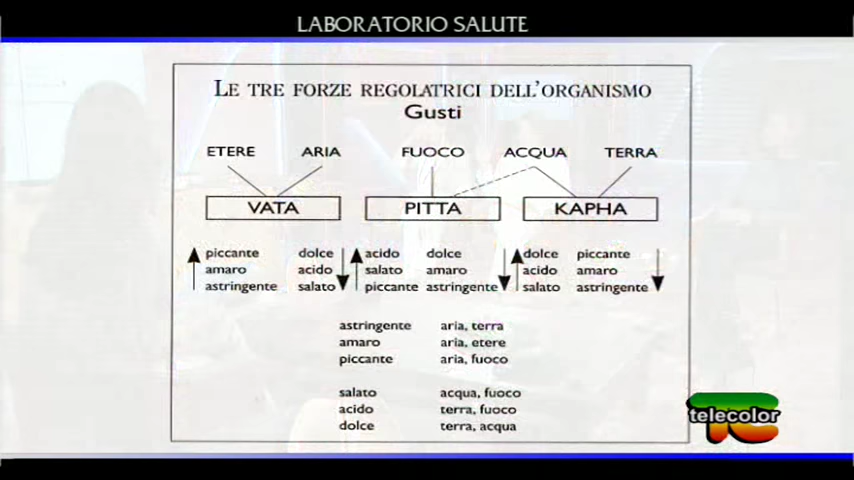 LABORATORIO SALUTE
LE TRE FORZE REGOLATRICI DELL'ORGANISMO
Gusti
ETERE ARIA FUOCO ACQUA TERRA
VATA PITTA KAPHA
piccante dolce acido dolce dolce piccante
amaro acido salato amaro acido amaro
astringente salato piccante astringente salato astringente
astringente aria, terra
amaro aria, etere
piccante aria, fuoco
salato acqua, fuoco
acido terra, fuoco
dolce terra, acqua
telecolor